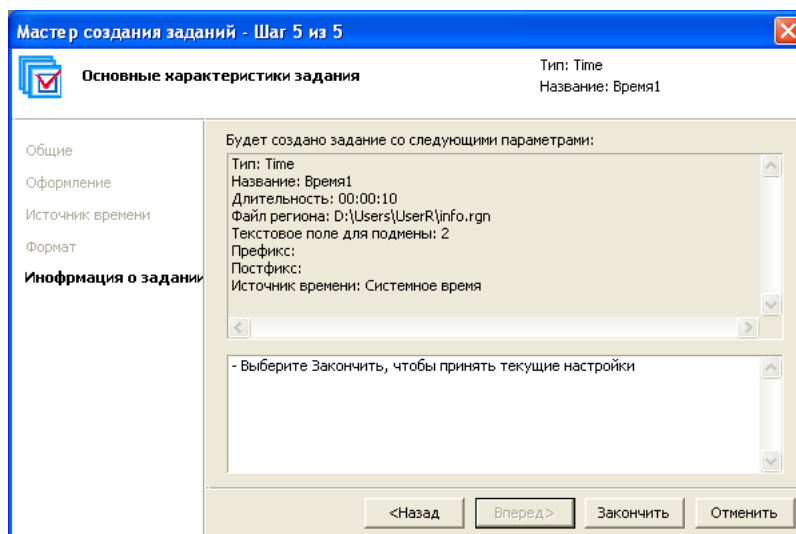 Мастер создания заданий - Шаг 5 из 5
Основные характеристики задания
Тип: Time
Название: Время1
Общие
Оформление
Источник времени
Формат
Инофрмация о задании
Будет создано задание со следующими параметрами:
Тип: Time
Название: Время1
Длительность: 00:00:10
Файл региона: D:\Users\UserR\info.rgn
Текстовое поле для подмены: 2
Префикс:
Постфикс:
Источник времени: Системное время
- Выберите Закончить, чтобы принять текущие настройки
<Назад
Вперед>
Закончить
Отменить